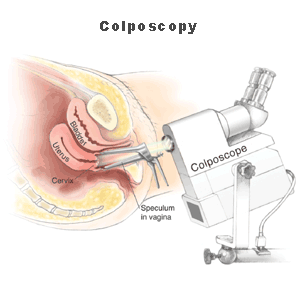 Colposcopy
Bladder
Uterus
Cervix
Colposcope
Speculum
in vagina